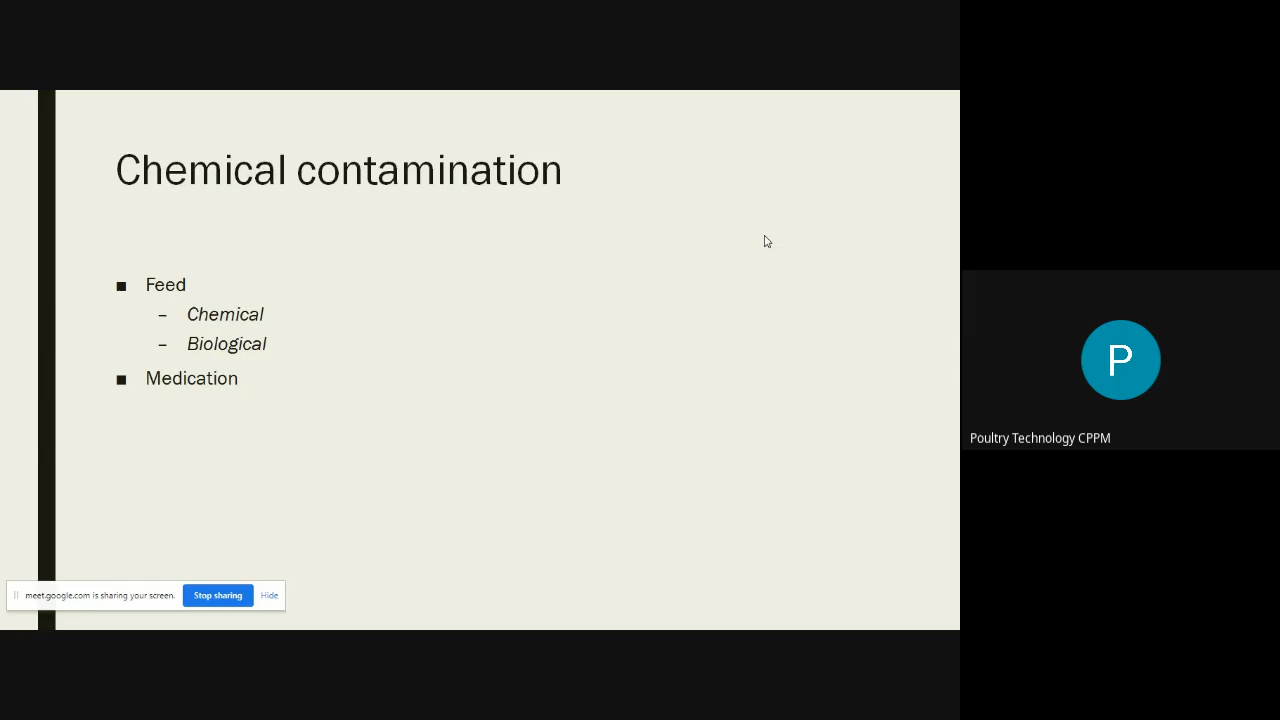 Chemical contamination
■ Feed
– Chemical
– Biological
■ Medication
meet.google.com is sharing your screen. Stop sharing Hide
P
Poultry Technology CPPM